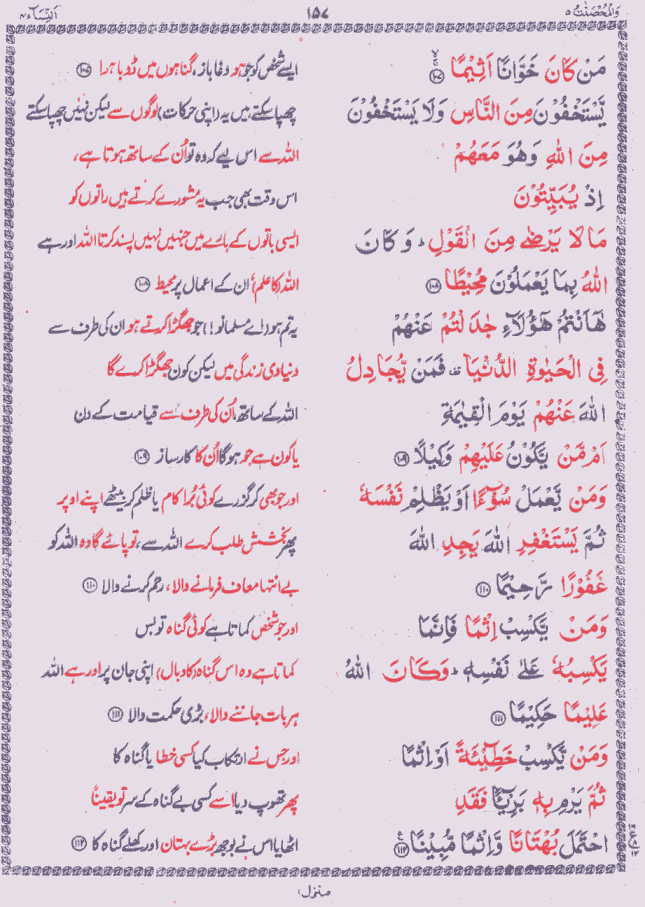 وَالْمُحْصَنٰتُ ۵ ۱۵۷ اَلنِّسَآء ۴
مَنْ كَانَ خَوَّانًا اَثِيْمًا ۙ﴿۱۰۷﴾ ایسے شخص کو جو ہو دغا باز، گناہوں میں ڈوبا ہوا ﴿۱۰۷﴾
يَّسْتَخْفُوْنَ مِنَ النَّاسِ وَلَا يَسْتَخْفُوْنَ چھپا سکتے ہیں یہ (اپنی حرکات) لوگوں سے لیکن نہیں چھپا سکتے
مِنَ اللّٰهِ وَهُوَ مَعَهُمْ اللہ سے اس لیے کہ وہ تو اُن کے ساتھ ہوتا ہے،
اِذْ يُبَيِّتُوْنَ اس وقت بھی جب یہ مشورے کرتے ہیں راتوں کو
مَا لَا يَرْضٰى مِنَ الْقَوْلِ ؕ وَ كَانَ ایسی باتوں کے بارے میں جنہیں نہیں پسند کرتا اللہ اور ہے
اللّٰهُ بِمَا يَعْمَلُوْنَ مُحِيْطًا ﴿۱۰۸﴾ اللہ (کا علم) ان کے اعمال پر محیط ﴿۱۰۸﴾
هٰۤاَنْتُمْ هٰۤؤُلَآءِ جٰدَلْتُمْ عَنْهُمْ یہ تم ہو (اے مسلمانو!) جو جھگڑا کرتے ہو ان کی طرف سے
فِى الْحَيٰوةِ الدُّنْيَا ۟ فَمَنْ يُّجَادِلُ دنیاوی زندگی میں لیکن کون جھگڑا کرے گا
اللّٰهَ عَنْهُمْ يَوْمَ الْقِيٰمَةِ اللہ کے ساتھ، اُن کی طرف سے قیامت کے دن
اَمْ مَّنْ يَّكُوْنُ عَلَيْهِمْ وَكِيْلًا ﴿۱۰۹﴾ یا کون ہے جو ہوگا اُن کا کارساز ﴿۱۰۹﴾
وَمَنْ يَّعْمَلْ سُوْٓءًا اَوْ يَظْلِمْ نَفْسَهٗ اور جو بھی کر گزرے کوئی بُرا کام یا ظلم کر بیٹھے اپنے اوپر
ثُمَّ يَسْتَغْفِرِ اللّٰهَ يَجِدِ اللّٰهَ پھر بخشش طلب کرے اللہ سے، تو پائے گا وہ اللہ کو
غَفُوْرًا رَّحِيْمًا ﴿۱۱۰﴾ بے انتہا معاف فرمانے والا، رحم کرنے والا ﴿۱۱۰﴾
وَمَنْ يَّكْسِبْ اِثْمًا فَاِنَّمَا اور جو شخص کماتا ہے کوئی گناہ تو بس
يَكْسِبُهٗ عَلٰى نَفْسِهٖ ؕ وَكَانَ اللّٰهُ کماتا ہے وہ اس گناہ (کا وبال) اپنی جان پر اور ہے اللہ
عَلِيْمًا حَكِيْمًا ﴿۱۱۱﴾ ہر بات جاننے والا، بڑی حکمت والا ﴿۱۱۱﴾
وَمَنْ يَّكْسِبْ خَطِيْٓئَةً اَوْ اِثْمًا اور جس نے ارتکاب کیا کسی خطا یا گناہ کا
ثُمَّ يَرْمِ بِهٖ بَرِيْٓـًٔا فَقَدِ پھر تھوپ دیا اسے کسی بے گناہ کے سر تو یقیناً
احْتَمَلَ بُهْتَانًا وَّاِثْمًا مُّبِيْنًا ﴿۱۱۲﴾ اٹھایا اس نے بوجھ بڑے بہتان اور کھلے گناہ کا ﴿۱۱۲﴾
منزل ۱